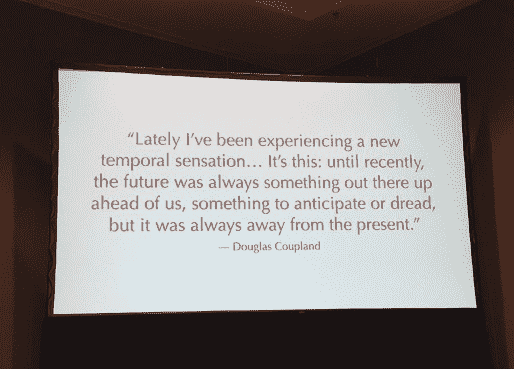 “Lately I’ve been experiencing a new
temporal sensation... It’s this: until recently,
the future was always something out there up
ahead of us, something to anticipate or dread,
but it was always away from the present.”
— Douglas Coupland